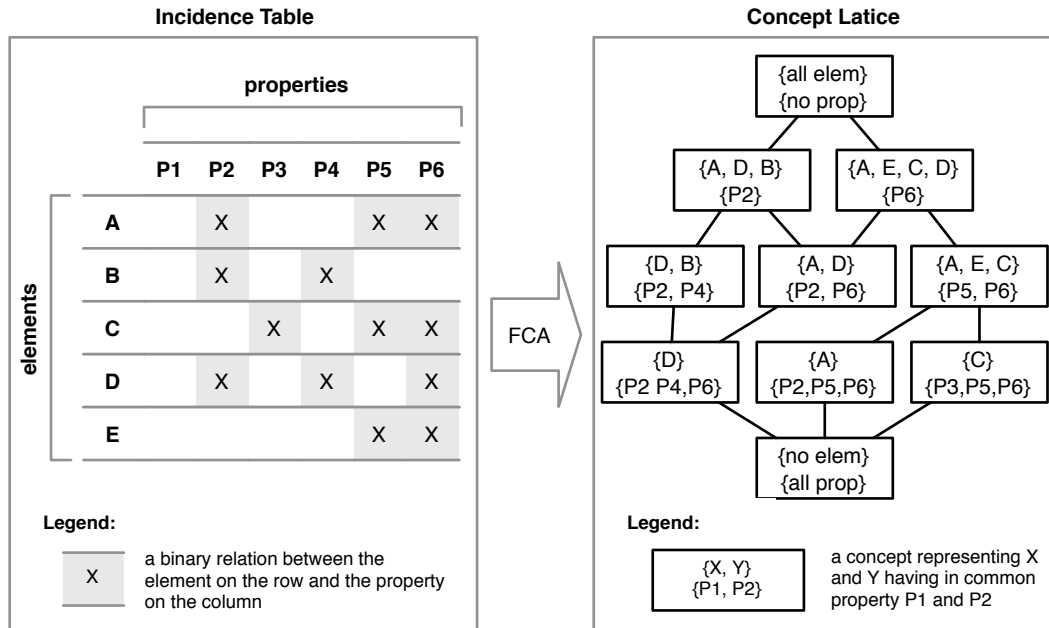 Incidence Table
properties
P1 P2 P3 P4 P5 P6
elements
A X X X
B X X
C X X X
D X X X
E X X
Legend:
X
a binary relation between the
element on the row and the property
on the column
FCA
Concept Latice
{all elem}
{no prop}
{A, D, B}
{P2}
{A, E, C, D}
{P6}
{D, B}
{P2, P4}
{A, D}
{P2, P6}
{A, E, C}
{P5, P6}
{D}
{P2 P4,P6}
{A}
{P2,P5,P6}
{C}
{P3,P5,P6}
{no elem}
{all prop}
Legend:
{X, Y}
{P1, P2}
a concept representing X
and Y having in common
property P1 and P2